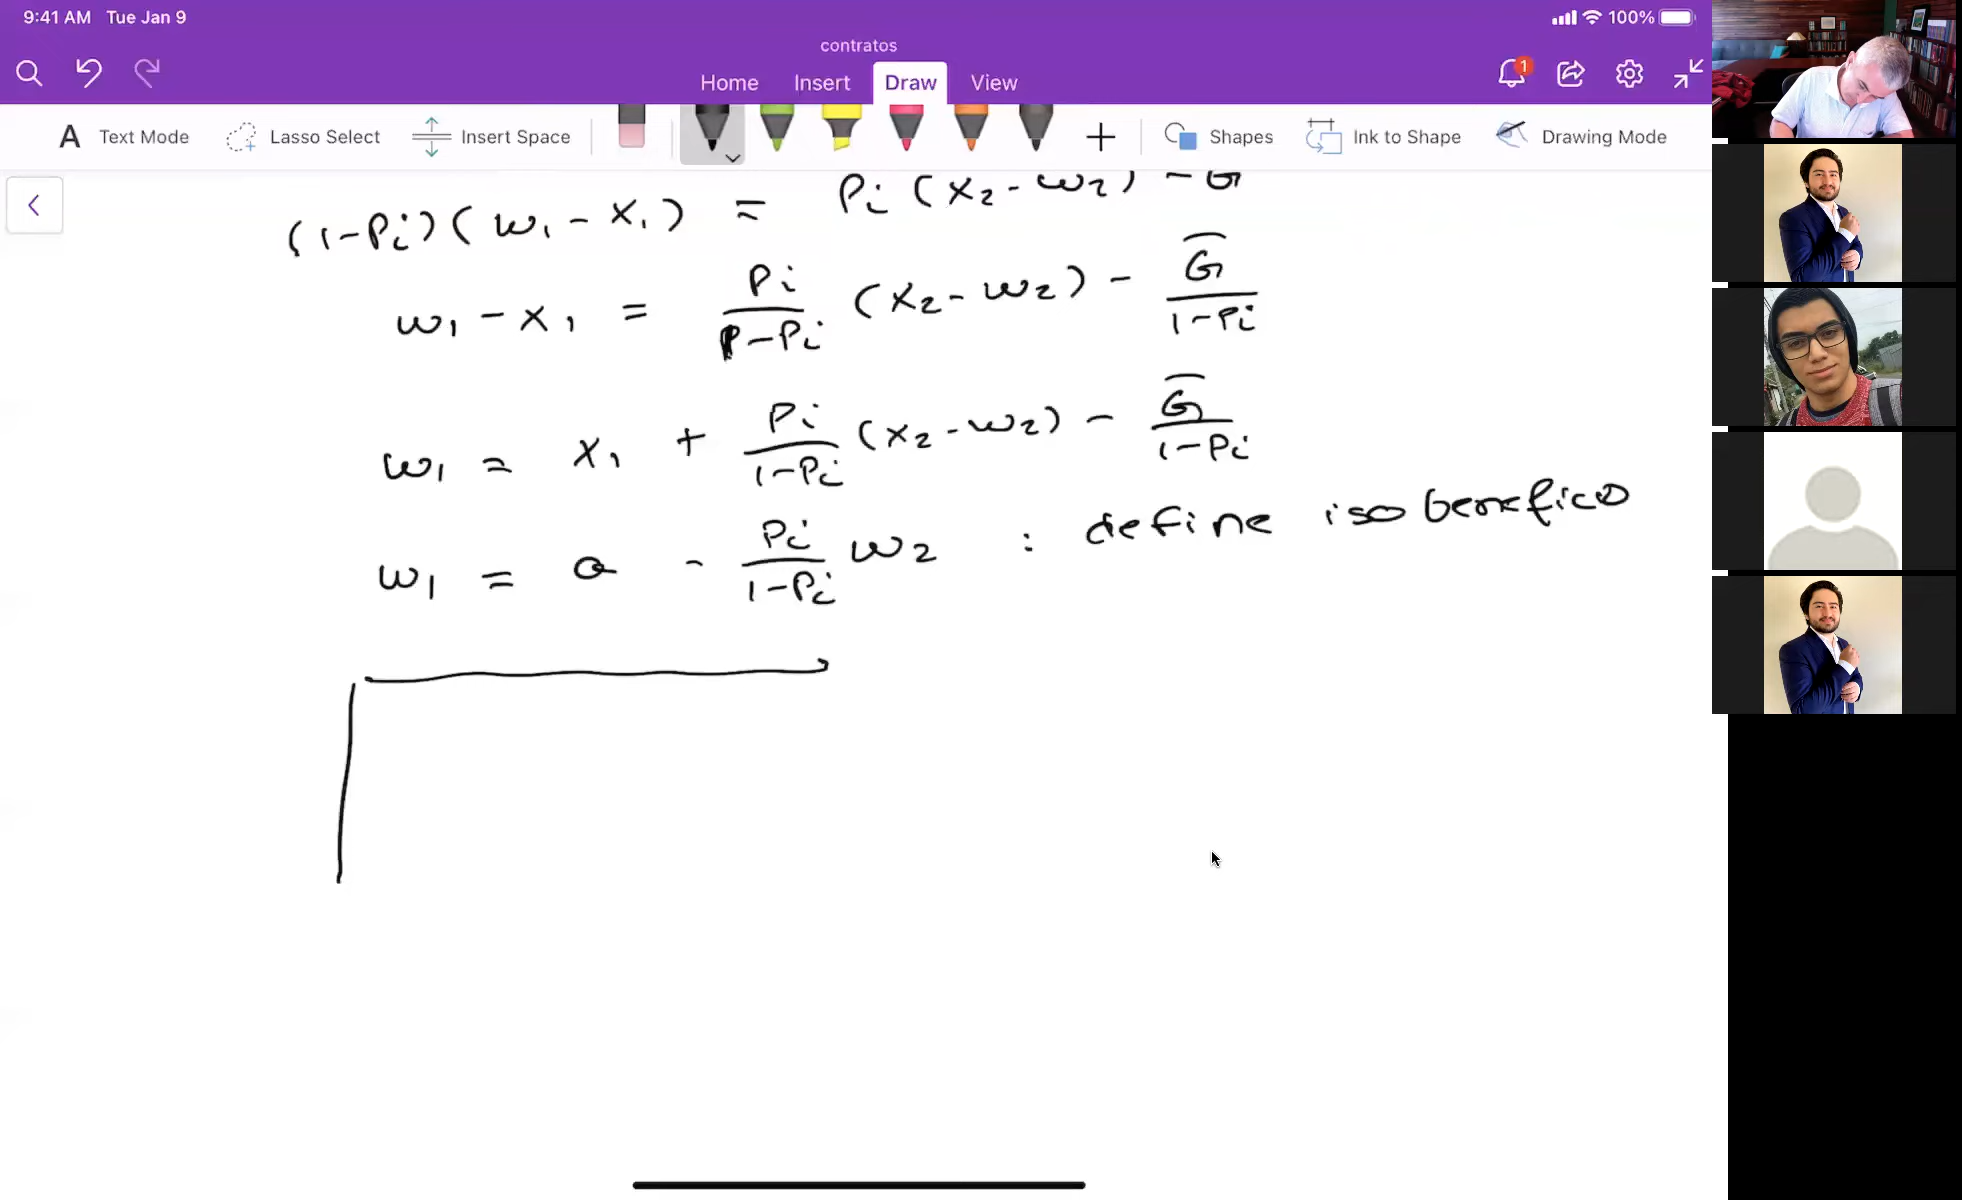 9:41 AM Tue Jan 9
100%
contratos
Home Insert Draw View
1
A Text Mode Lasso Select Insert Space Shapes Ink to Shape Drawing Mode
(1-Pi)(w1 - x1) = Pi (x2 - w2) - G
w1 - x1 = Pi/P-Pi (x2 - w2) - G̅/1-Pi
w1 = x1 + Pi/1-Pi (x2 - w2) - G̅/1-Pi
w1 = a - Pi/1-Pi w2 : define isobenefico